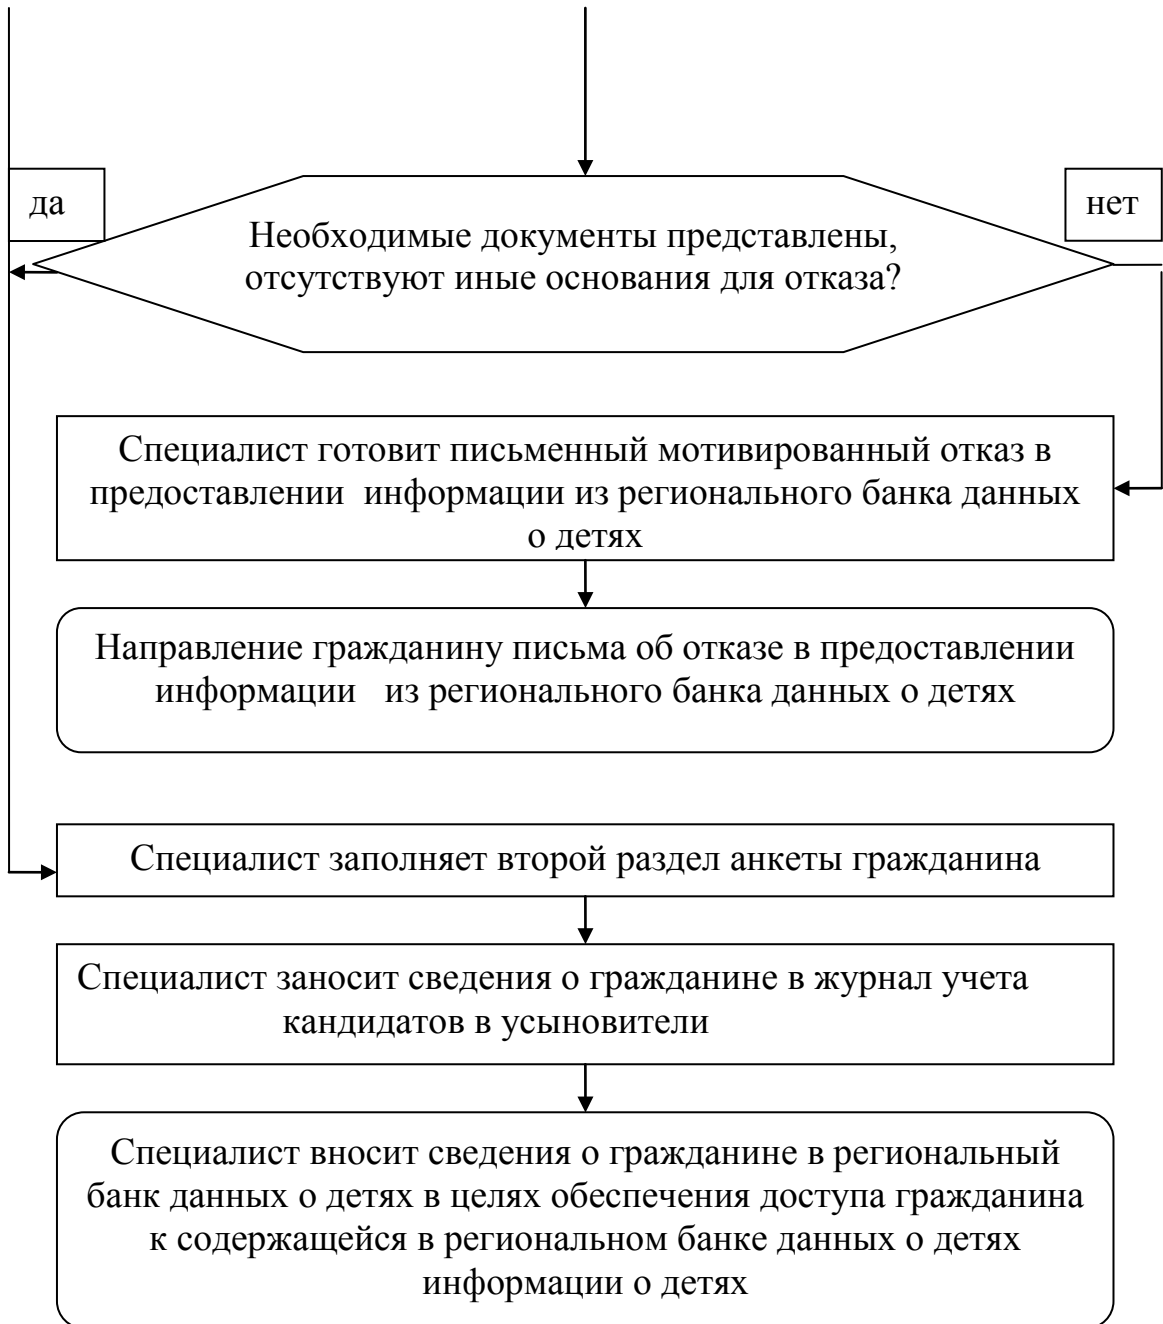 да
нет
Необходимые документы представлены,
отсутствуют иные основания для отказа?
Специалист готовит письменный мотивированный отказ в
предоставлении информации из регионального банка данных
о детях
Направление гражданину письма об отказе в предоставлении
информации из регионального банка данных о детях
Специалист заполняет второй раздел анкеты гражданина
Специалист заносит сведения о гражданине в журнал учета
кандидатов в усыновители
Специалист вносит сведения о гражданине в региональный
банк данных о детях в целях обеспечения доступа гражданина
к содержащейся в региональном банке данных о детях
информации о детях